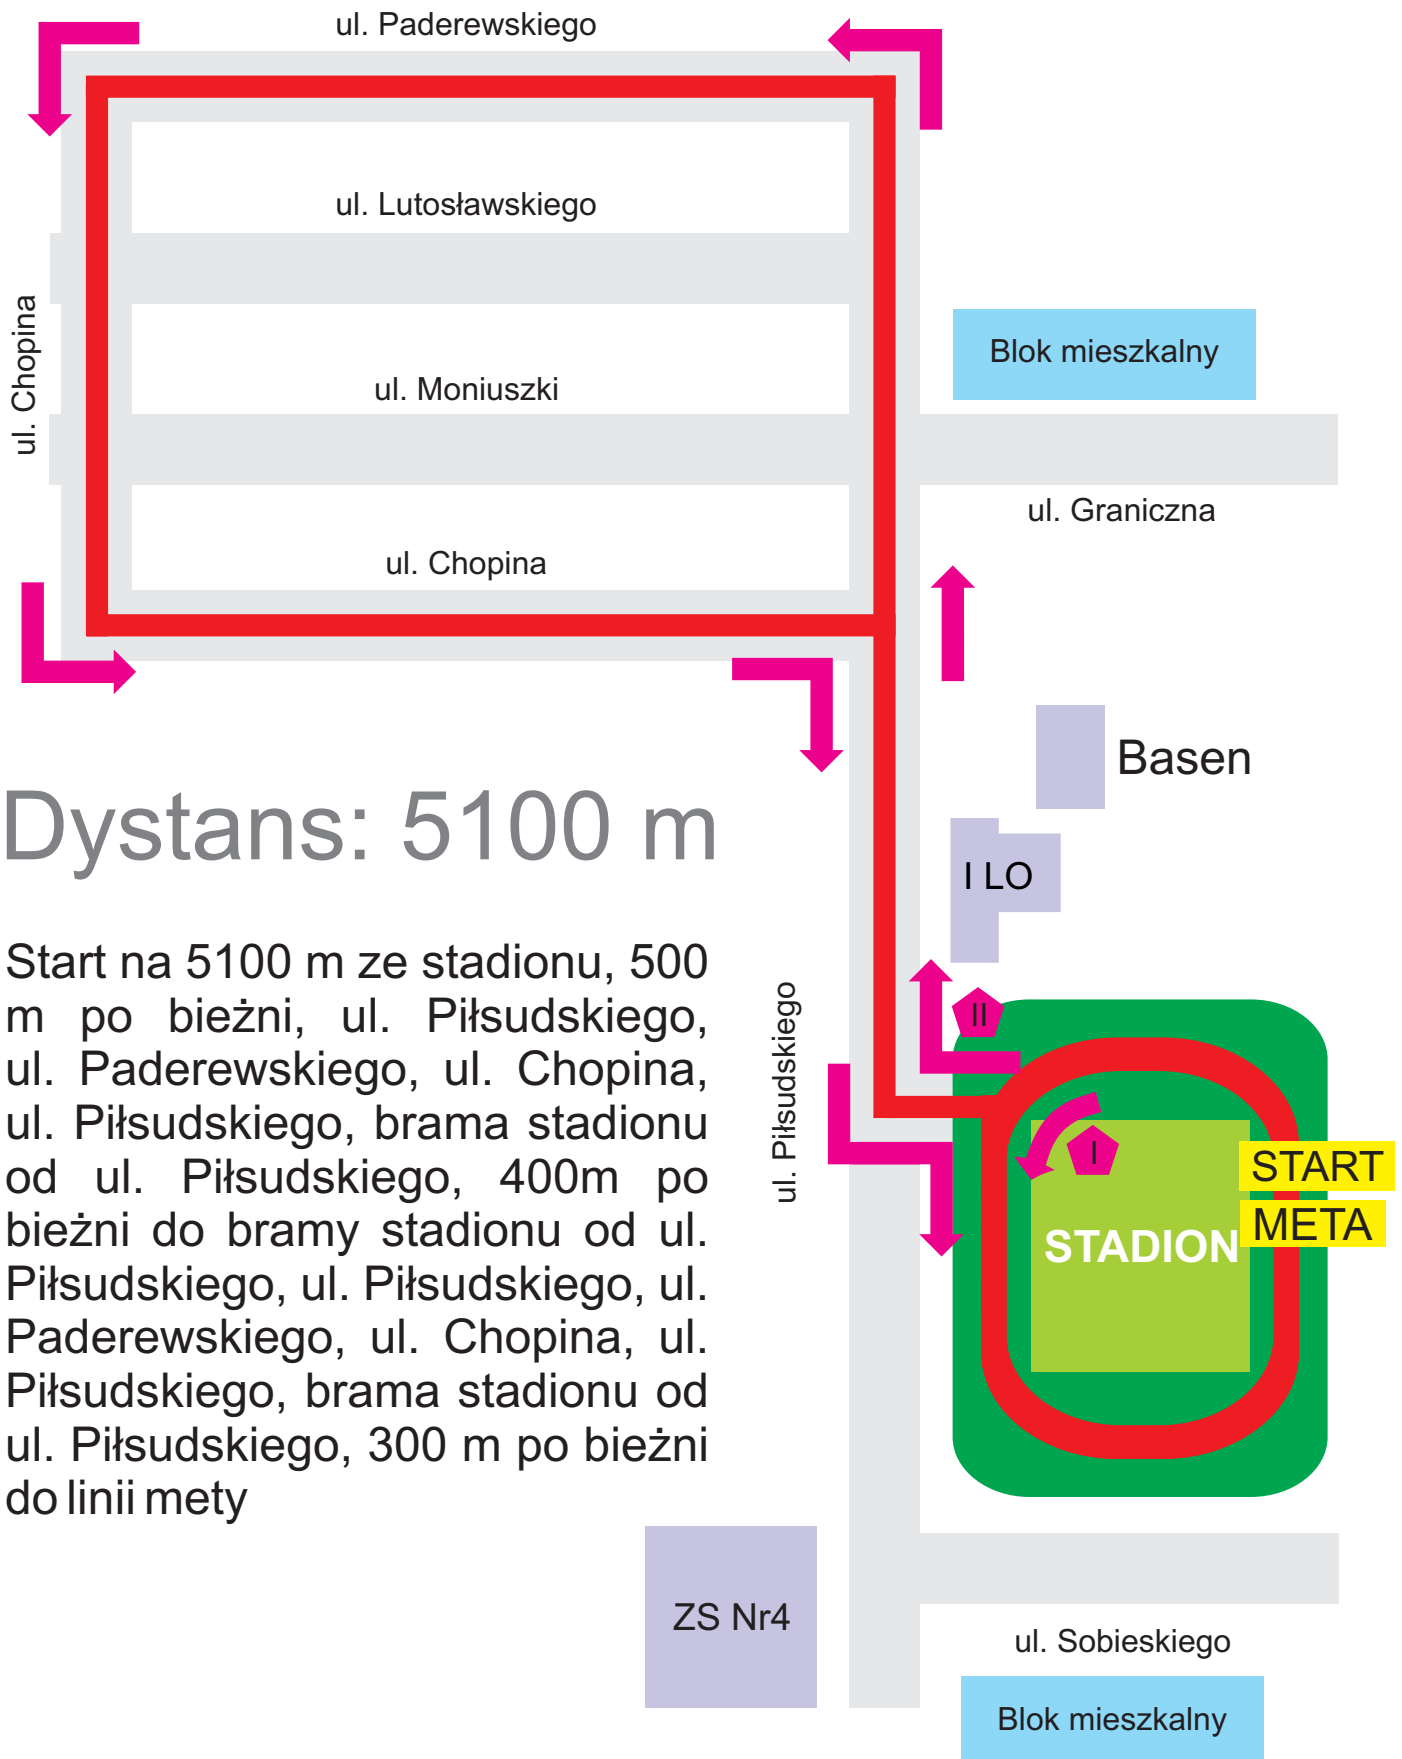 ul. Paderewskiego
ul. Lutosławskiego
ul. Chopina
Blok mieszkalny
ul. Moniuszki
ul. Graniczna
ul. Chopina
Basen
Dystans: 5100 m
I LO
Start na 5100 m ze stadionu, 500
m po bieżni, ul. Piłsudskiego,
ul. Paderewskiego, ul. Chopina,
ul. Piłsudskiego, brama stadionu
od ul. Piłsudskiego, 400m po
bieżni do bramy stadionu od ul.
Piłsudskiego, ul. Piłsudskiego, ul.
Paderewskiego, ul. Chopina, ul.
Piłsudskiego, brama stadionu od
ul. Piłsudskiego, 300 m po bieżni
do linii mety
ul. Piłsudskiego
II
I
START
META
STADION
ZS Nr4
ul. Sobieskiego
Blok mieszkalny